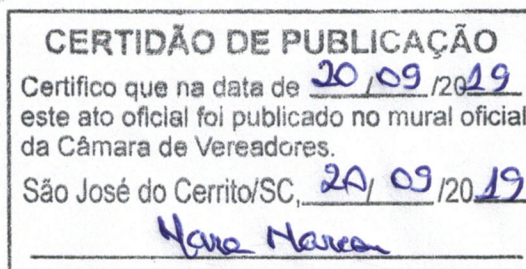 CERTIDÃO DE PUBLICAÇÃO
Certifico que na data de 20/09/2019
este ato oficial foi publicado no mural oficial
da Câmara de Vereadores.
São José do Cerrito/SC, 20/09/2019